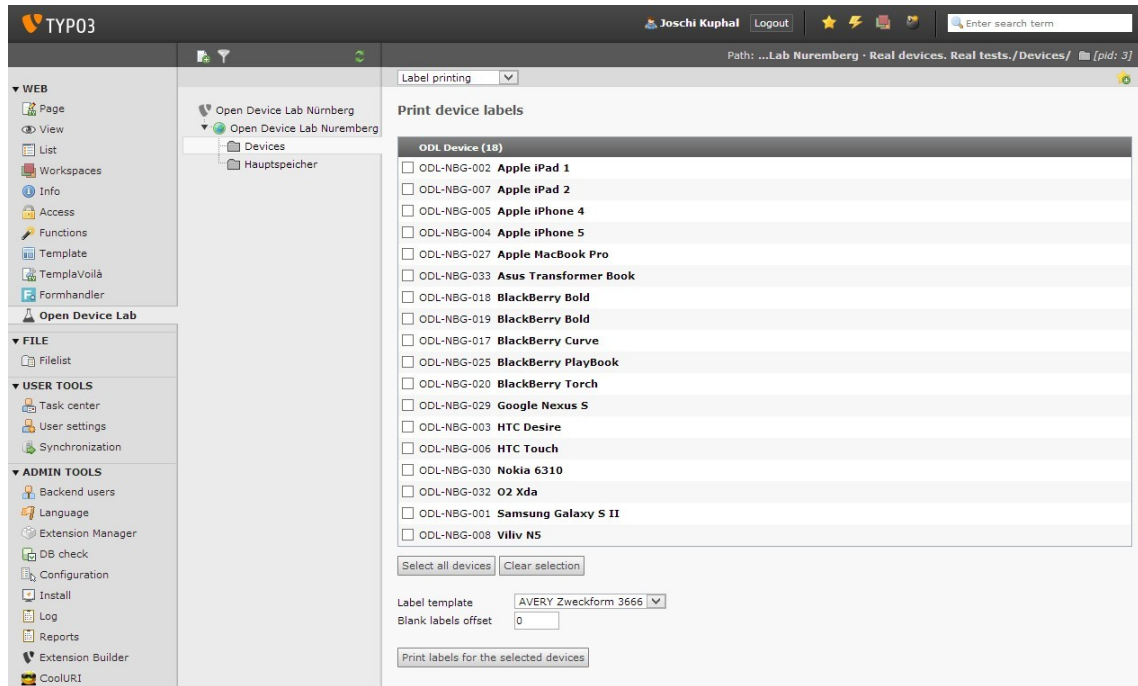 TYPO3
Joschi Kuphal Logout Enter search term
Path: ...Lab Nuremberg · Real devices. Real tests./Devices/ [pid: 3]
WEB
Page
View
List
Workspaces
Info
Access
Functions
Template
TemplaVoilà
Formhandler
Open Device Lab
FILE
Filelist
USER TOOLS
Task center
User settings
Synchronization
ADMIN TOOLS
Backend users
Language
Extension Manager
DB check
Configuration
Install
Log
Reports
Extension Builder
CoolURI
Open Device Lab Nürnberg
Open Device Lab Nuremberg
Devices
Hauptspeicher
Label printing
Print device labels
ODL Device (18)
ODL-NBG-002 Apple iPad 1
ODL-NBG-007 Apple iPad 2
ODL-NBG-005 Apple iPhone 4
ODL-NBG-004 Apple iPhone 5
ODL-NBG-027 Apple MacBook Pro
ODL-NBG-033 Asus Transformer Book
ODL-NBG-018 BlackBerry Bold
ODL-NBG-019 BlackBerry Bold
ODL-NBG-017 BlackBerry Curve
ODL-NBG-025 BlackBerry PlayBook
ODL-NBG-020 BlackBerry Torch
ODL-NBG-029 Google Nexus S
ODL-NBG-003 HTC Desire
ODL-NBG-006 HTC Touch
ODL-NBG-030 Nokia 6310
ODL-NBG-032 O2 Xda
ODL-NBG-001 Samsung Galaxy S II
ODL-NBG-008 Viliv N5
Select all devices Clear selection
Label template AVERY Zweckform 3666
Blank labels offset 0
Print labels for the selected devices